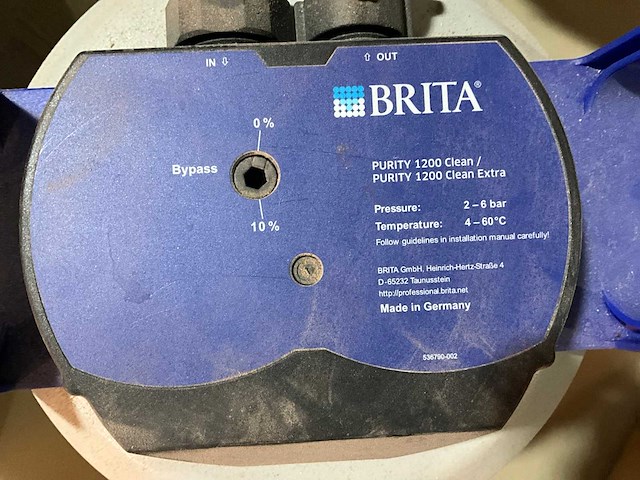 IN ⇩
⇧ OUT
BRITA®
0%
Bypass
10%
PURITY 1200 Clean /
PURITY 1200 Clean Extra
Pressure: 2 – 6 bar
Temperature: 4 – 60°C
Follow guidelines in installation manual carefully!
BRITA GmbH, Heinrich-Hertz-Straße 4
D-65232 Taunusstein
http://professional.brita.net
Made in Germany
536790-002